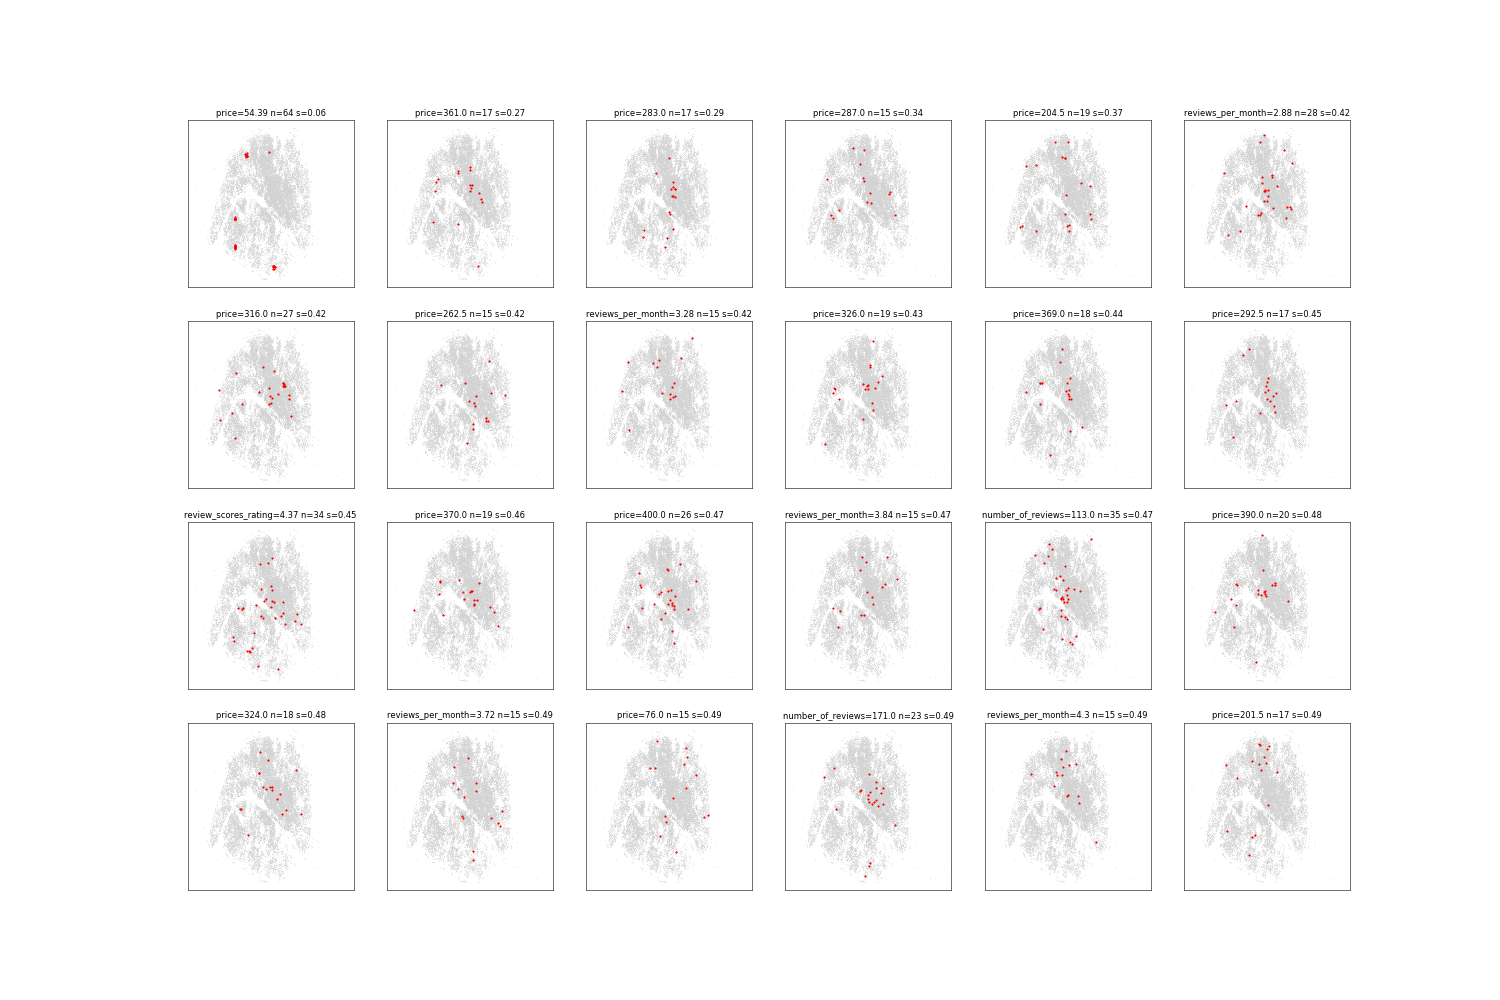 price=54.39 n=64 s=0.06
price=361.0 n=17 s=0.27
price=283.0 n=17 s=0.29
price=287.0 n=15 s=0.34
price=204.5 n=19 s=0.37
reviews_per_month=2.88 n=28 s=0.42
price=316.0 n=27 s=0.42
price=262.5 n=15 s=0.42
reviews_per_month=3.28 n=15 s=0.42
price=326.0 n=19 s=0.43
price=369.0 n=18 s=0.44
price=292.5 n=17 s=0.45
review_scores_rating=4.37 n=34 s=0.45
price=370.0 n=19 s=0.46
price=400.0 n=26 s=0.47
reviews_per_month=3.84 n=15 s=0.47
number_of_reviews=113.0 n=35 s=0.47
price=390.0 n=20 s=0.48
price=324.0 n=18 s=0.48
reviews_per_month=3.72 n=15 s=0.49
price=76.0 n=15 s=0.49
number_of_reviews=171.0 n=23 s=0.49
reviews_per_month=4.3 n=15 s=0.49
price=201.5 n=17 s=0.49